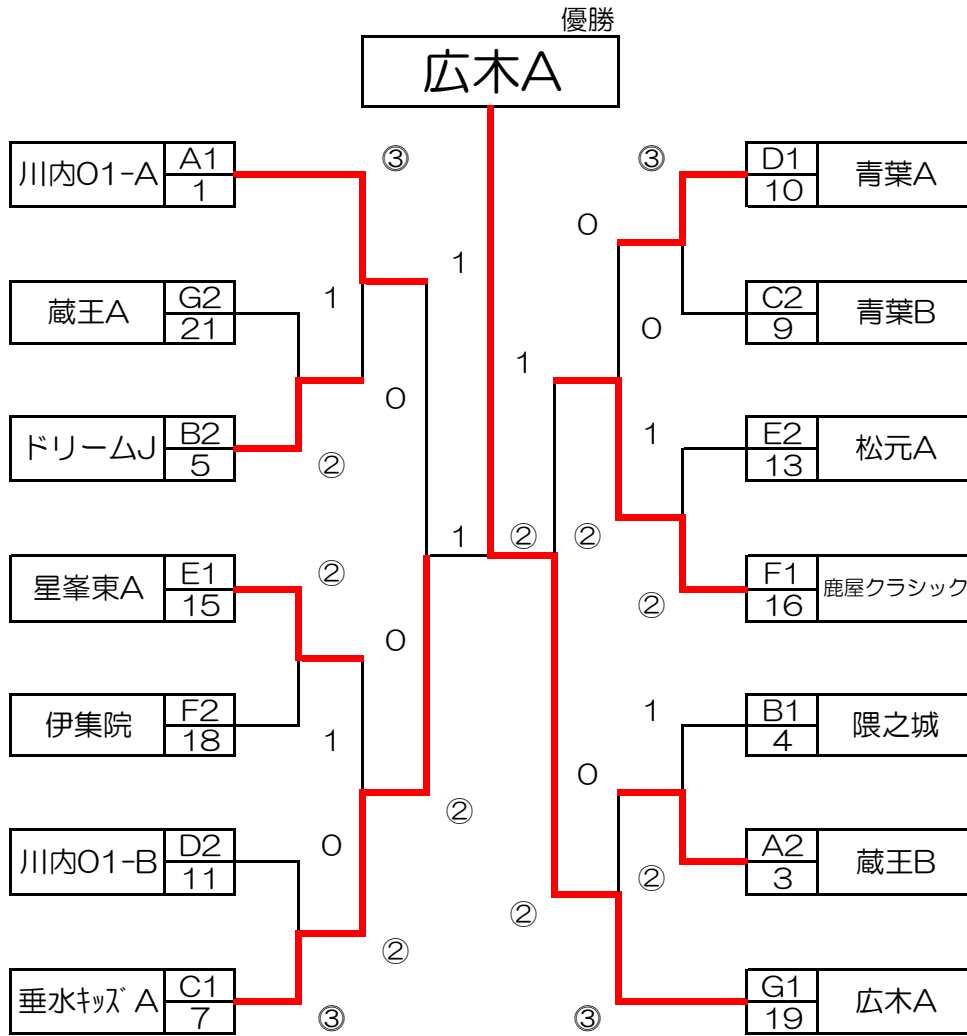 優勝
広木A
川内O1-A A1 1
③
③
D1 10 青葉A
0
1
蔵王A G2 21
1
0
C2 9 青葉B
1
0
ドリームJ B2 5
②
1
E2 13 松元A
星峯東A E1 15
②
1
②
②
F1 16 鹿屋クラシック
②
0
伊集院 F2 18
1
1
B1 4 隈之城
0
川内O1-B D2 11
0
②
②
A2 3 蔵王B
②
②
垂水ｷｯｽﾞA C1 7
③
③
G1 19 広木A